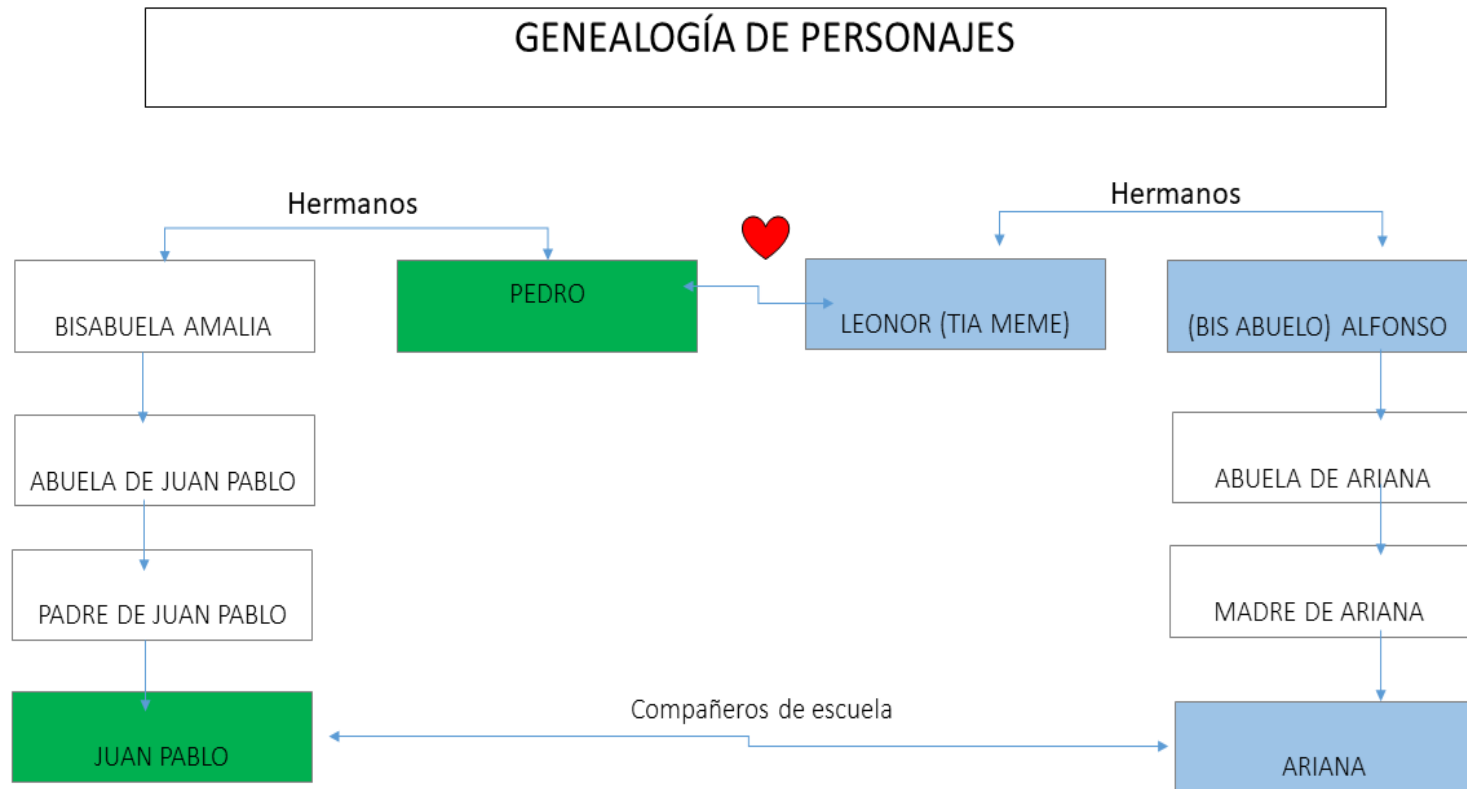 GENEALOGÍA DE PERSONAJES
Hermanos
Hermanos
BISABUELA AMALIA
PEDRO
LEONOR (TIA MEME)
(BIS ABUELO) ALFONSO
ABUELA DE JUAN PABLO
ABUELA DE ARIANA
PADRE DE JUAN PABLO
MADRE DE ARIANA
Compañeros de escuela
JUAN PABLO
ARIANA